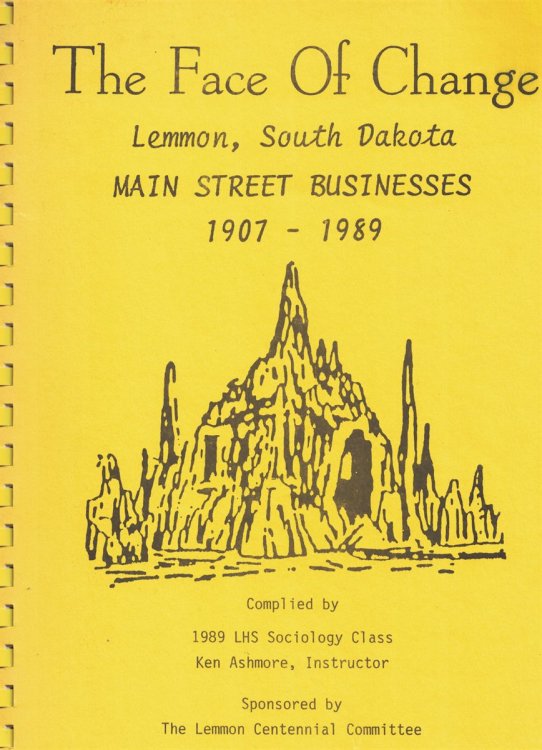 The Face Of Change
Lemmon, South Dakota
MAIN STREET BUSINESSES
1907 - 1989
Complied by
1989 LHS Sociology Class
Ken Ashmore, Instructor
Sponsored by
The Lemmon Centennial Committee